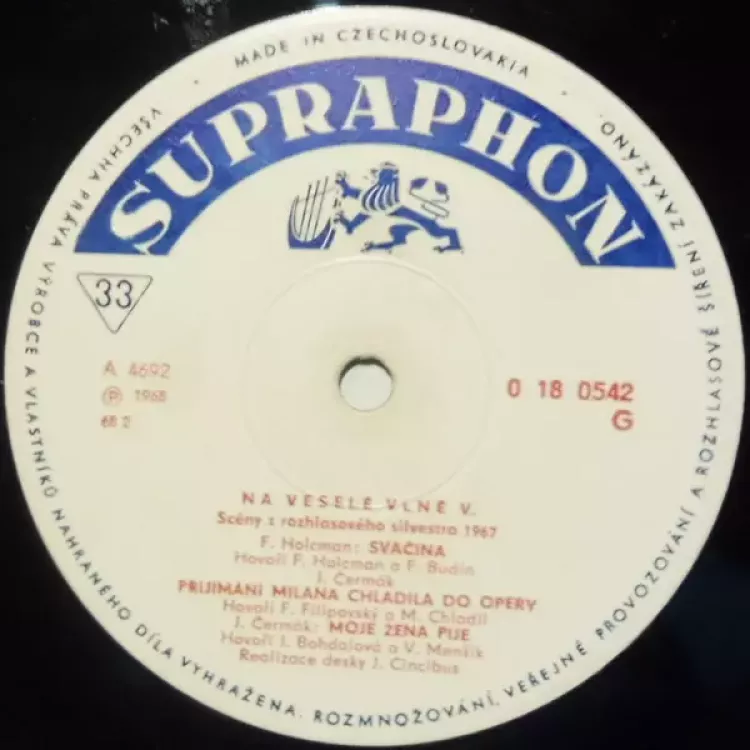 MADE IN CZECHOSLOVAKIA
SUPRAPHON
33
A 4692
Ⓟ 1968
68 2
0 18 0542
G
NA VESELÉ VLNĚ V.
Scény z rozhlasového silvestra 1967
F. Holcman: SVAČINA
Hovoří F. Holcman a F. Budín
J. Čermák
PŘIJÍMÁNÍ MILANA CHLADILA DO OPERY
Hovoří F. Filipovský a M. Chladil
J. Čermák: MOJE ŽENA PIJE
Hovoří J. Bohdalová a V. Menšík
Realizace desky J. Cincibus
VŠECHNA PRÁVA VÝROBCE A VLASTNÍKŮ NAHRANÉHO DÍLA VYHRAŽENA. ROZMNOŽOVÁNÍ, VEŘEJNÉ PROVOZOVÁNÍ A ROZHLASOVÉ ŠÍŘENÍ ZAKÁZÁNO